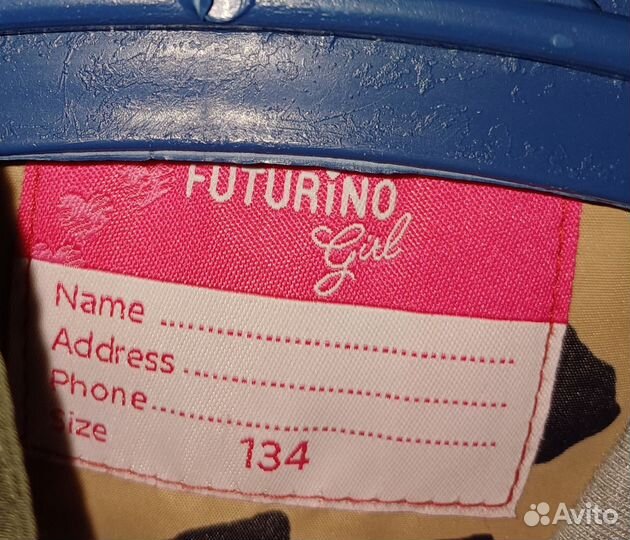 FUTURiNO
Girl
Name ........................
Address ........................
Phone ........................
Size 134
Avito